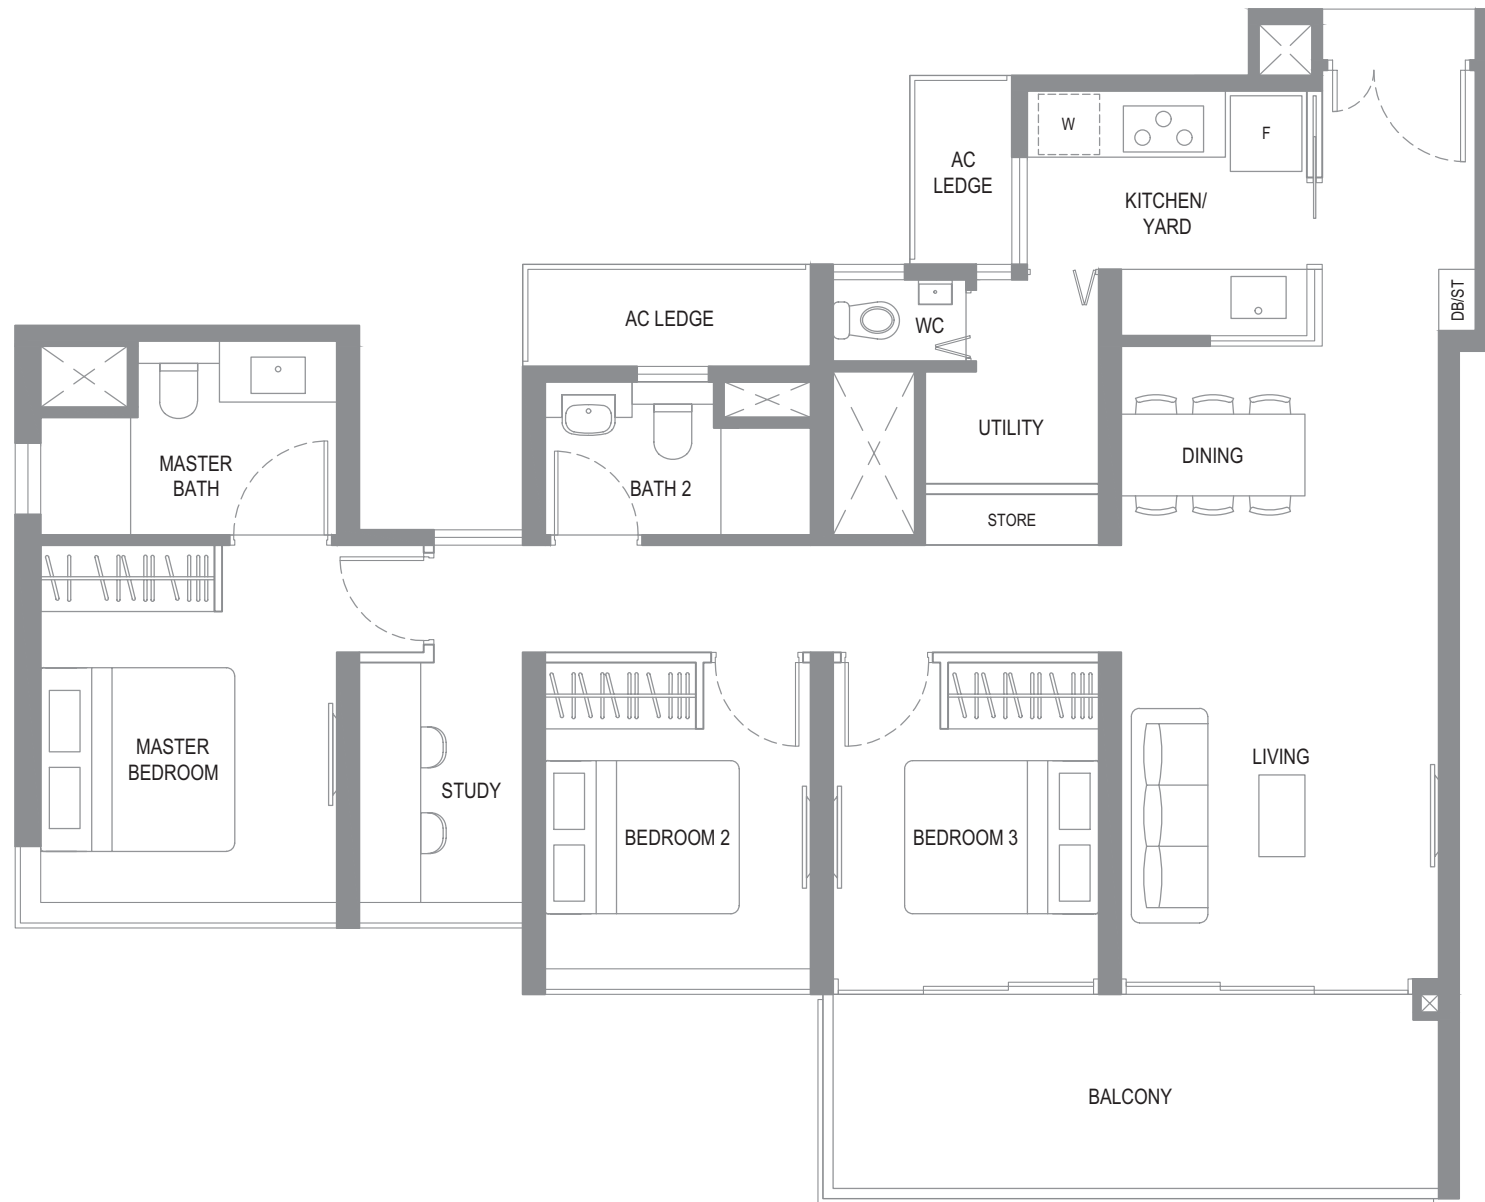 W
F
AC
LEDGE
KITCHEN/
YARD
DB/ST
AC LEDGE
WC
MASTER
BATH
BATH 2
UTILITY
DINING
STORE
MASTER
BEDROOM
STUDY
BEDROOM 2
BEDROOM 3
LIVING
BALCONY